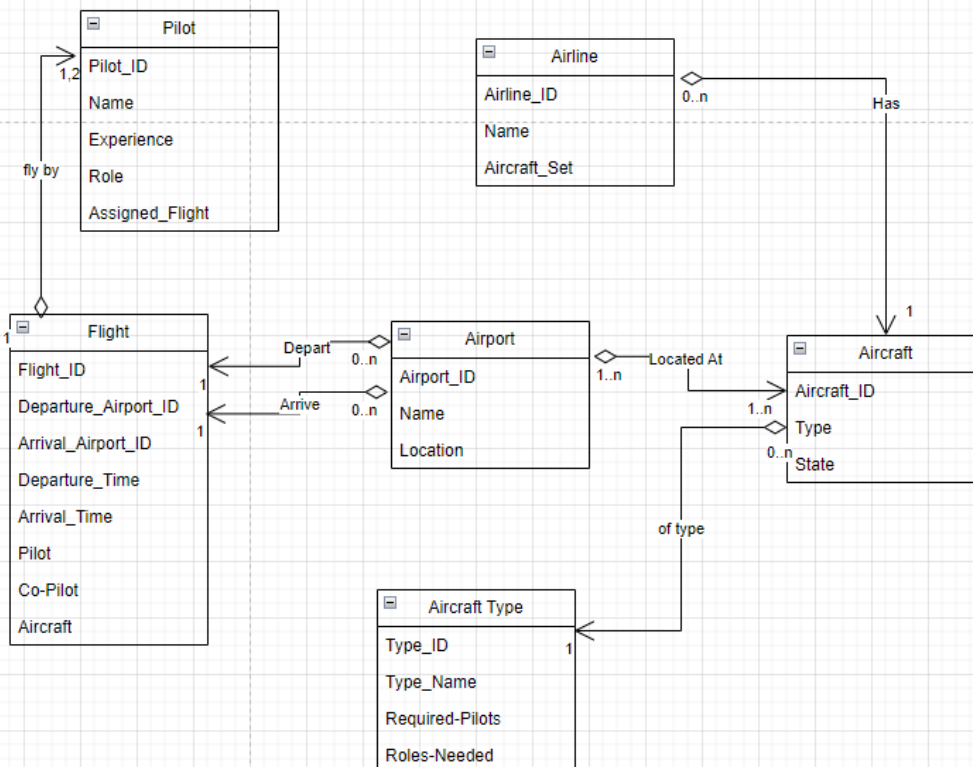 Pilot
Pilot_ID
Name
Experience
Role
Assigned_Flight
1,2
fly by
1
Airline
Airline_ID
Name
Aircraft_Set
0..n
Has
1
Flight
Flight_ID
Departure_Airport_ID
Arrival_Airport_ID
Departure_Time
Arrival_Time
Pilot
Co-Pilot
Aircraft
Depart
0..n
1
Arrive
0..n
1
Airport
Airport_ID
Name
Location
1..n
Located At
1..n
Aircraft
Aircraft_ID
Type
State
0..n
of type
1
Aircraft Type
Type_ID
Type_Name
Required-Pilots
Roles-Needed